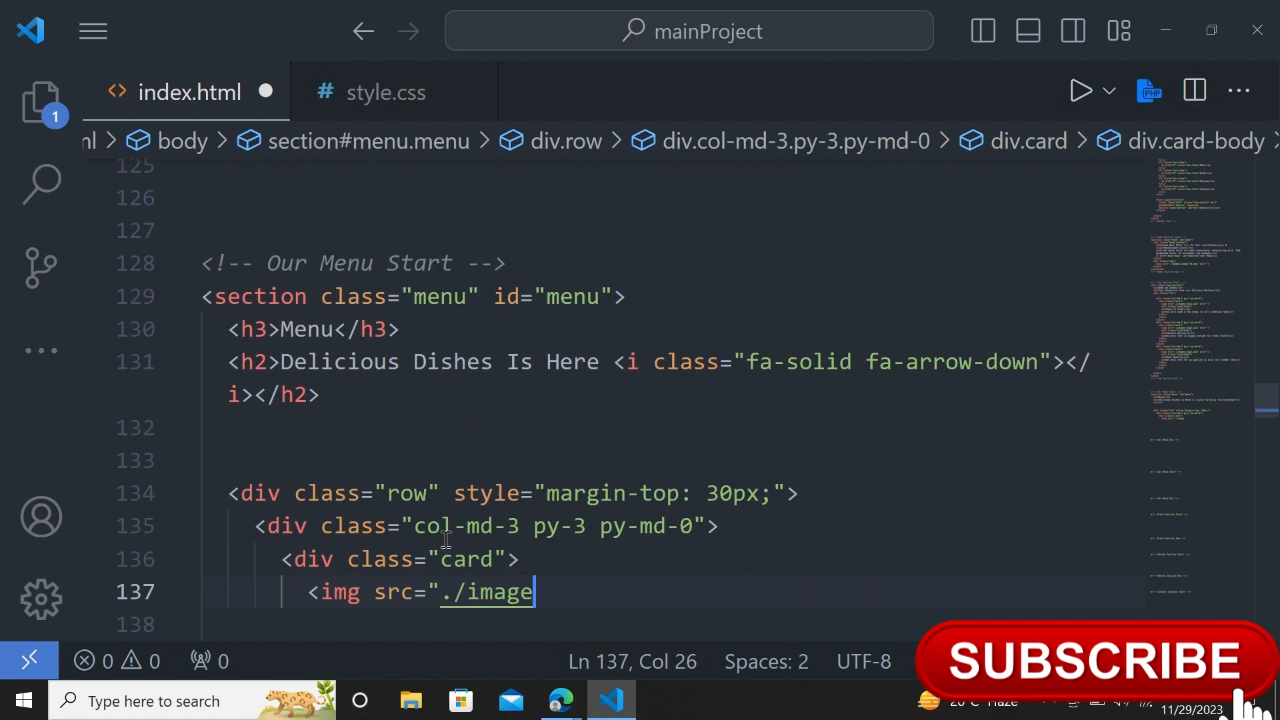 mainProject
index.html
# style.css
PHP
1
ml > body > section#menu.menu > div.row > div.col-md-3.py-3.py-md-0 > div.card > div.card-body >
125
126
127
128 <!-- Our Menu Start
129 <section class="menu" id="menu">
130 <h3>Menu</h3>
131 <h2>Delicious Dishes Is Here <i class="fa-solid fa-arrow-down"></
i></h2>
132
133
134 <div class="row" style="margin-top: 30px;">
135 <div class="col-md-3 py-3 py-md-0">
136 <div class="card">
137 <img src="./image
138
0 0 0 Ln 137, Col 26 Spaces: 2 UTF-8
SUBSCRIBE
Type here to search 20°C Haze
11/29/2023